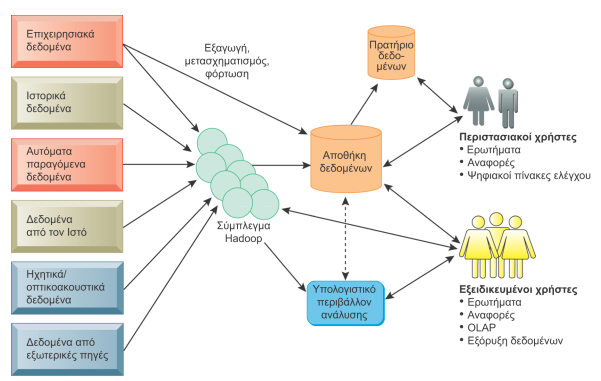 Επιχειρησιακά
δεδομένα
Ιστορικά
δεδομένα
Αυτόματα
παραγόμενα
δεδομένα
Δεδομένα
από τον Ιστό
Ηχητικά/
οπτικοακουστικά
δεδομένα
Δεδομένα από
εξωτερικές πηγές
Εξαγωγή,
μετασχηματισμός,
φόρτωση
Σύμπλεγμα
Hadoop
Πρατήριο
δεδο-
μένων
Αποθήκη
δεδομένων
Υπολογιστικό
περιβάλλον
ανάλυσης
Περιστασιακοί χρήστες
• Ερωτήματα
• Αναφορές
• Ψηφιακοί πίνακες ελέγχου
Εξειδικευμένοι χρήστες
• Ερωτήματα
• Αναφορές
• OLAP
• Εξόρυξη δεδομένων